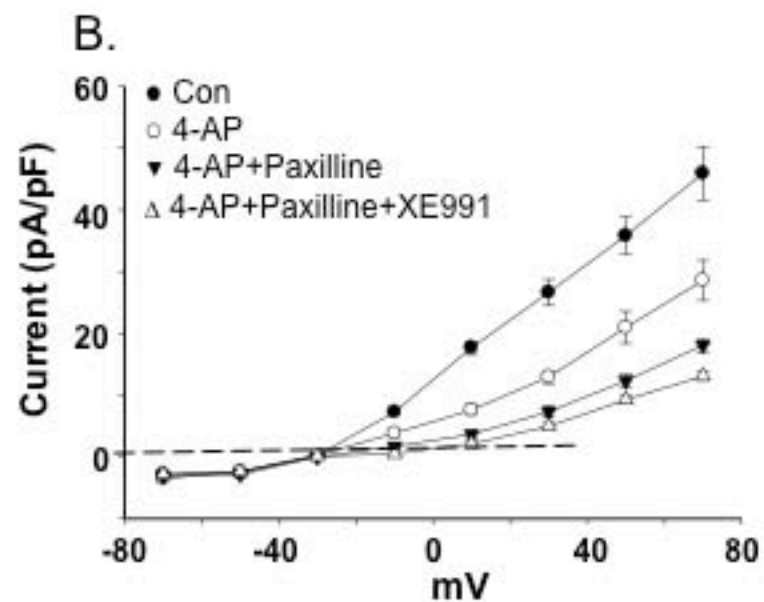 B.
60
Con
4-AP
4-AP+Paxilline
4-AP+Paxilline+XE991
40
20
0
Current (pA/pF)
-80 -40 0 40 80
mV